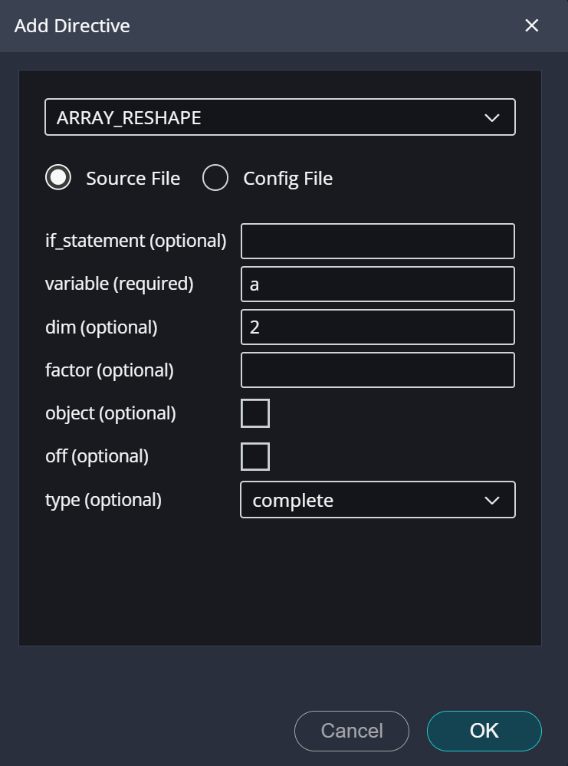 Add Directive
ARRAY_RESHAPE
Source File Config File
if_statement (optional)
variable (required) a
dim (optional) 2
factor (optional)
object (optional)
off (optional)
type (optional) complete
Cancel OK